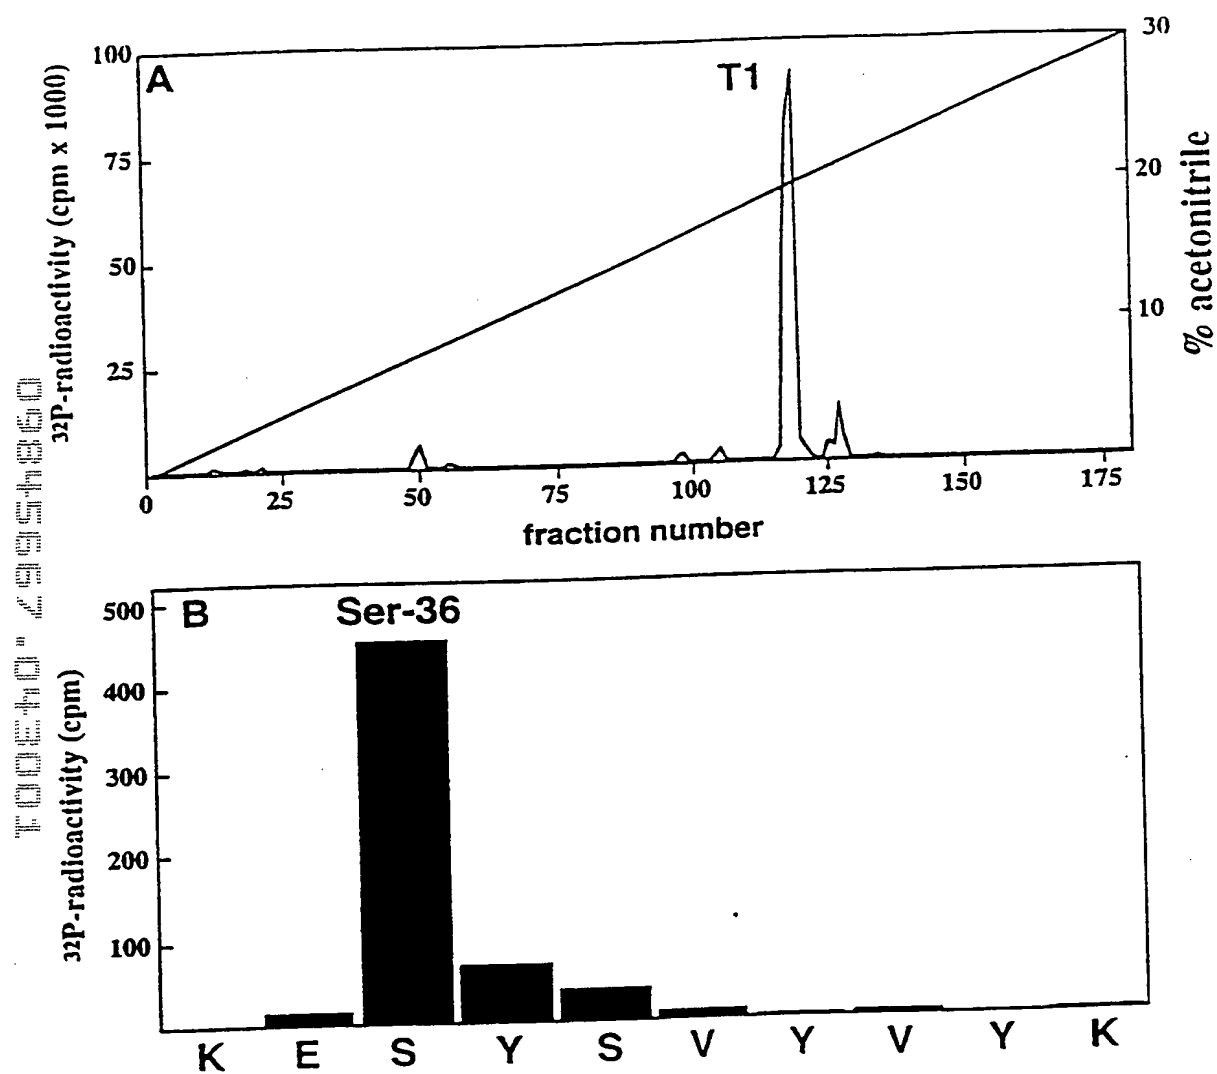 A
T1
100
75
50
25
32P-radioactivity (cpm x 1000)
30
20
10
% acetonitrile
0 25 50 75 100 125 150 175
fraction number
B
Ser-36
500
400
300
200
100
32P-radioactivity (cpm)
K E S Y S V Y V Y K